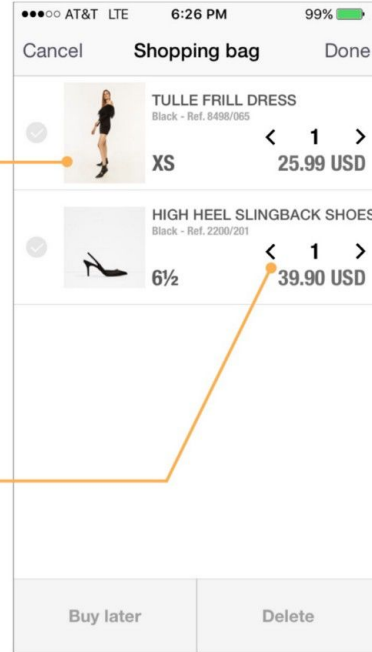 AT&T LTE 6:26 PM 99%
Cancel Shopping bag Done
TULLE FRILL DRESS
Black - Ref. 8498/065
< 1 >
XS 25.99 USD
HIGH HEEL SLINGBACK SHOES
Black - Ref. 2200/201
< 1 >
6½ 39.90 USD
Buy later Delete